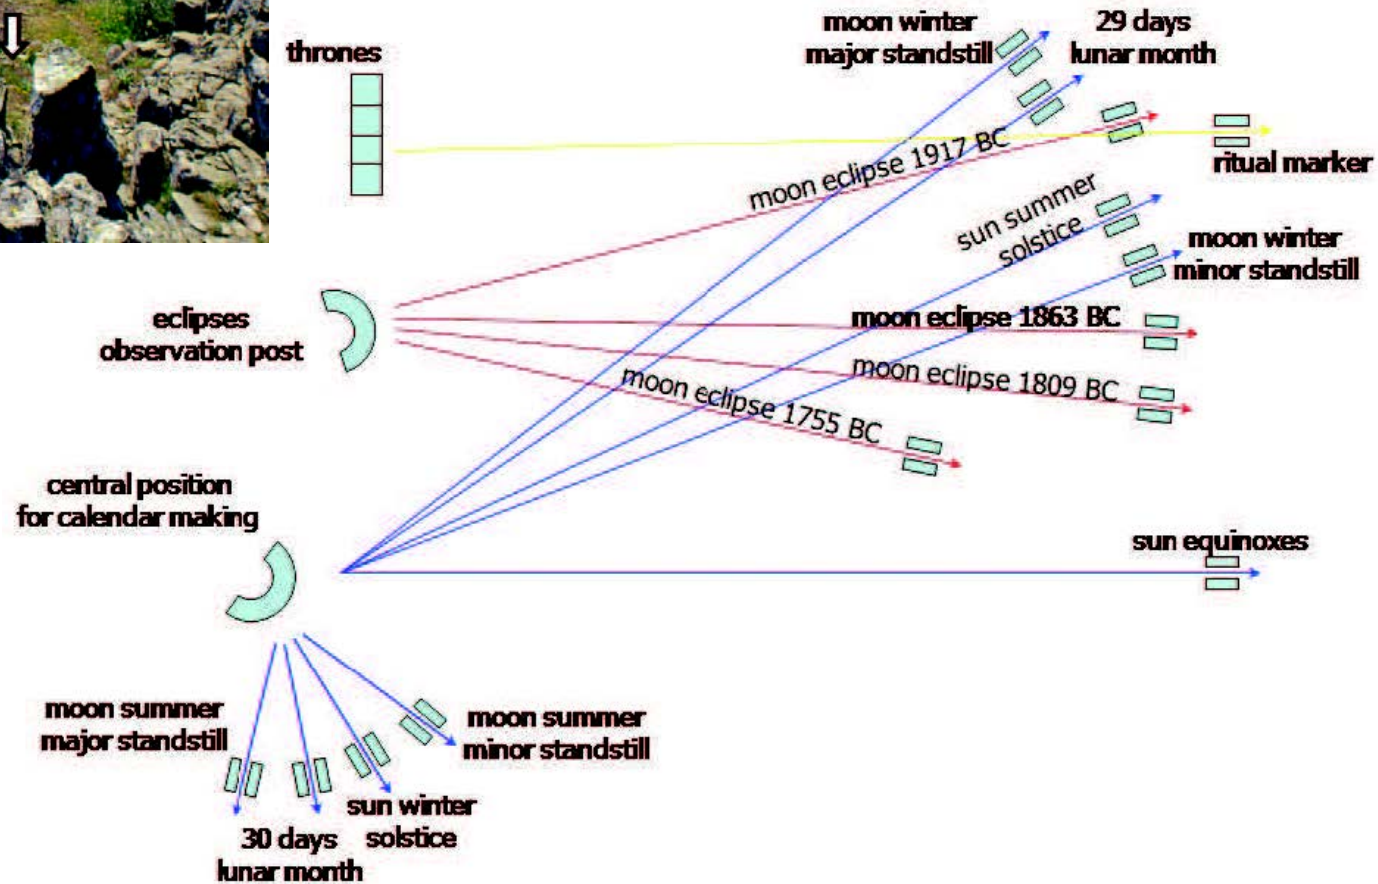 thrones
moon winter
major standstill
29 days
lunar month
moon eclipse 1917 BC
ritual marker
sun summer
solstice
moon winter
minor standstill
eclipses
observation post
moon eclipse 1863 BC
moon eclipse 1809 BC
moon eclipse 1755 BC
central position
for calendar making
sun equinoxes
moon summer
major standstill
moon summer
minor standstill
sun winter
solstice
30 days
lunar month